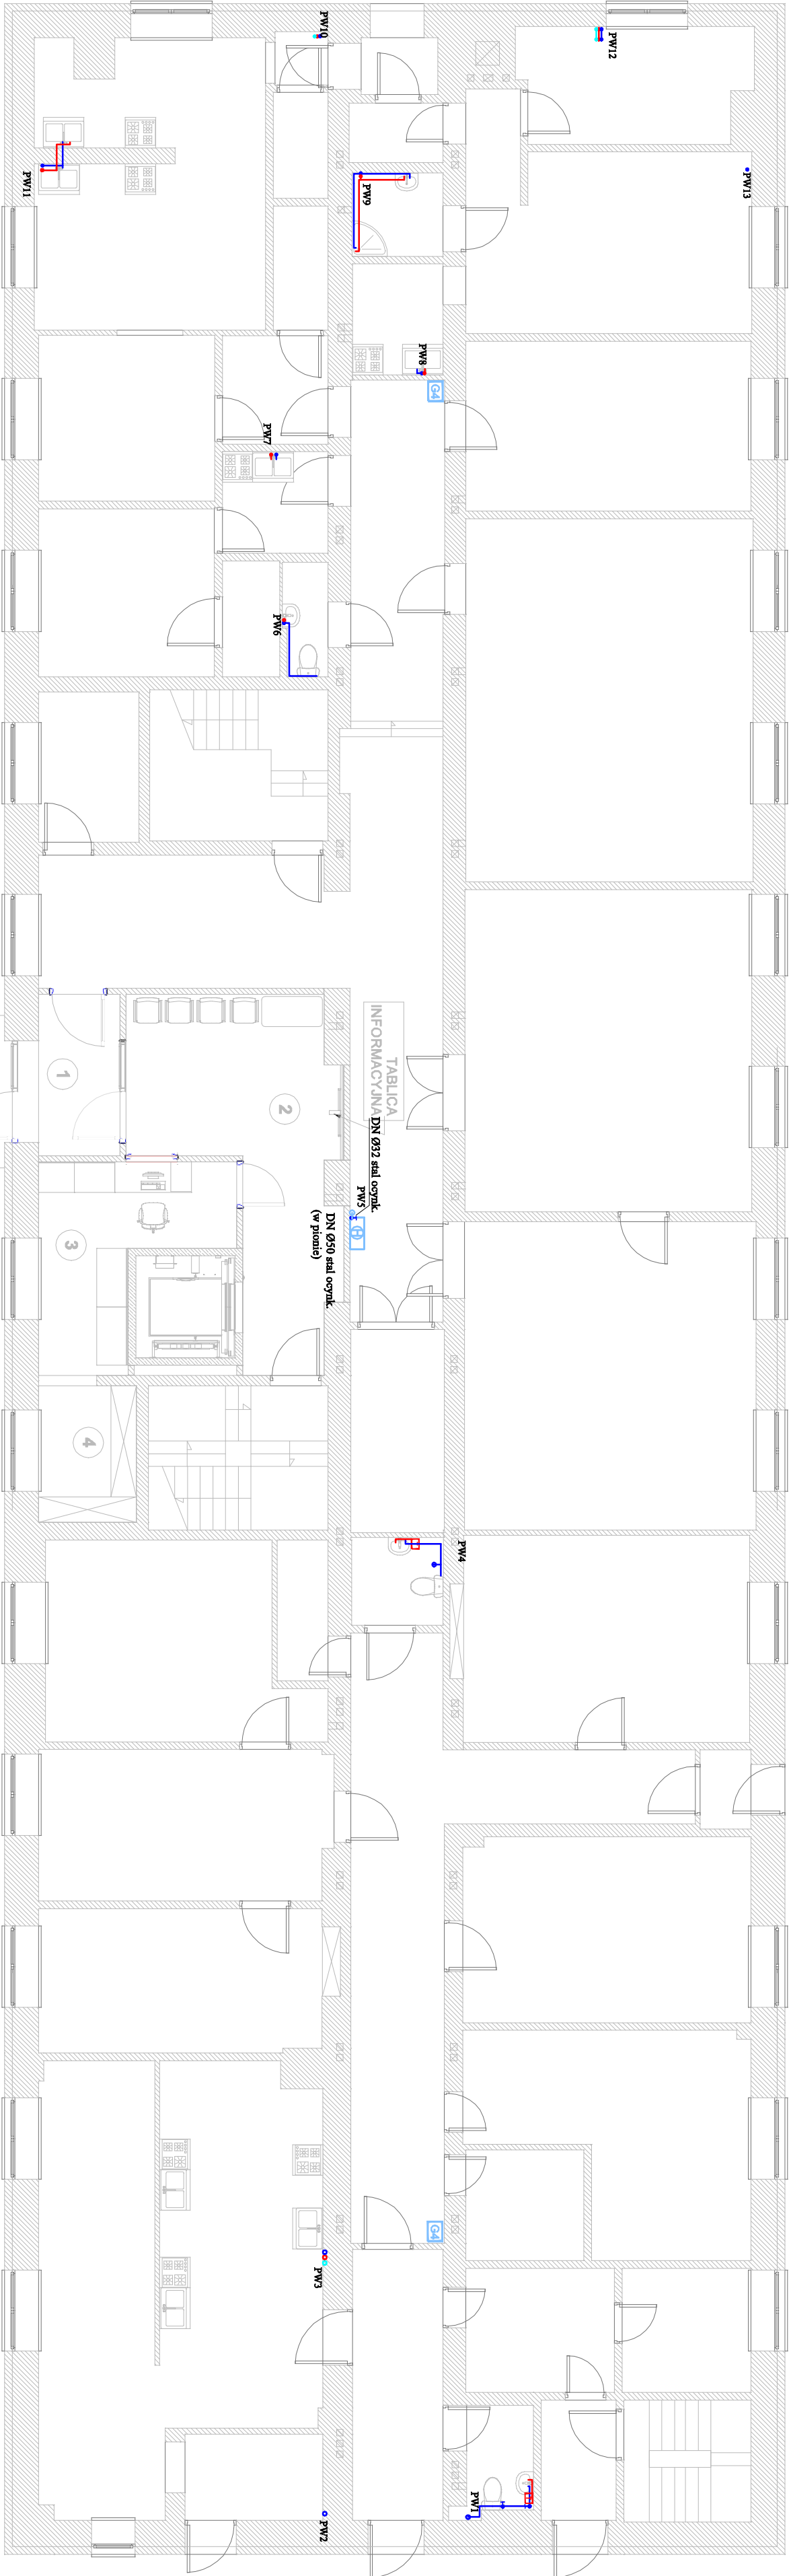 PW10
PW12
PW11
PW9
PW13
PW8
G4
PW7
PW6
TABLICA
INFORMACYJNA
1
2
DN Ø32 stal ocynk.
PW5
DN Ø50 stal ocynk.
(w pionie)
3
4
PW4
G4
PW3
PW1
PW2